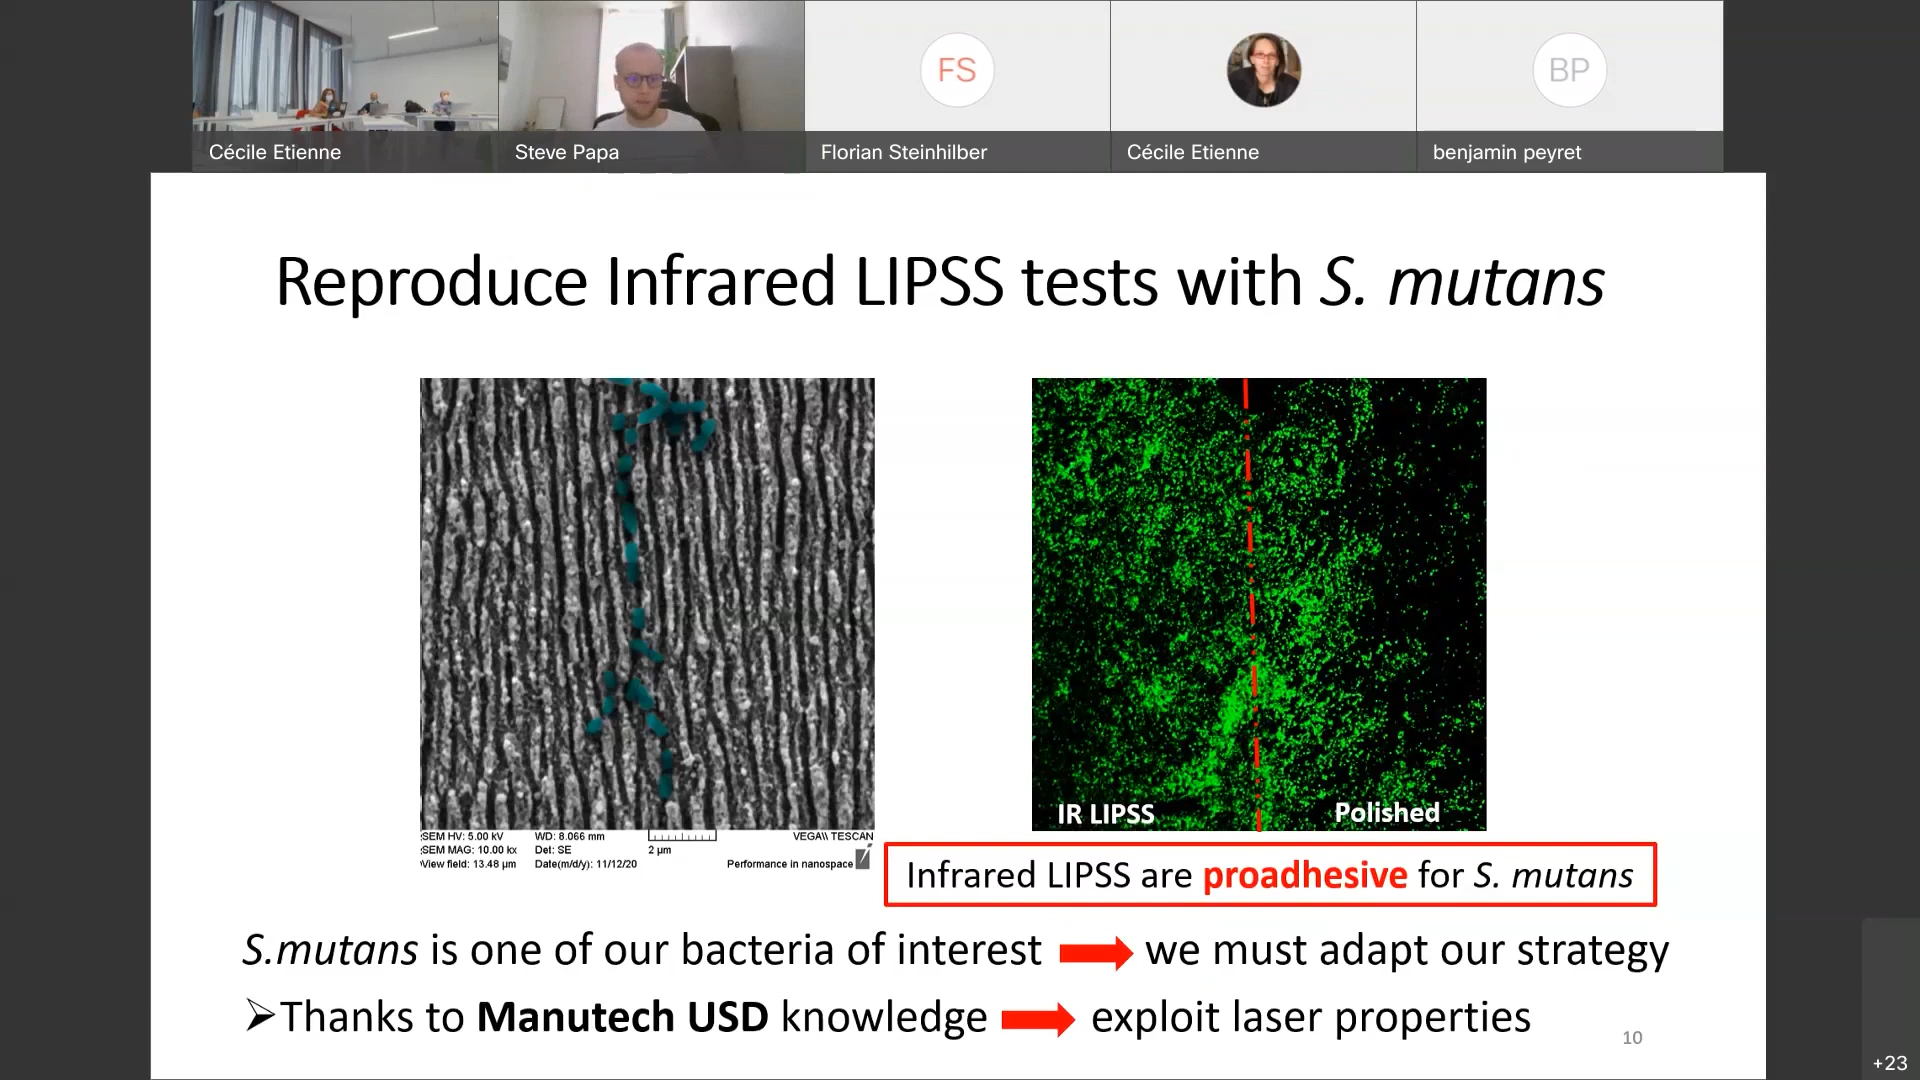 FS
BP
Cécile Etienne
Steve Papa
Florian Steinhilber
Cécile Etienne
benjamin peyret
Reproduce Infrared LIPSS tests with S. mutans
IR LIPSS
Polished
SEM HV: 5.00 kV
WD: 8.066 mm
VEGA\\ TESCAN
SEM MAG: 10.00 kx
Det: SE
2 µm
View field: 13.48 µm
Date(m/d/y): 11/12/20
Performance in nanospace
Infrared LIPSS are proadhesive for S. mutans
S.mutans is one of our bacteria of interest we must adapt our strategy
Thanks to Manutech USD knowledge exploit laser properties
10
+23